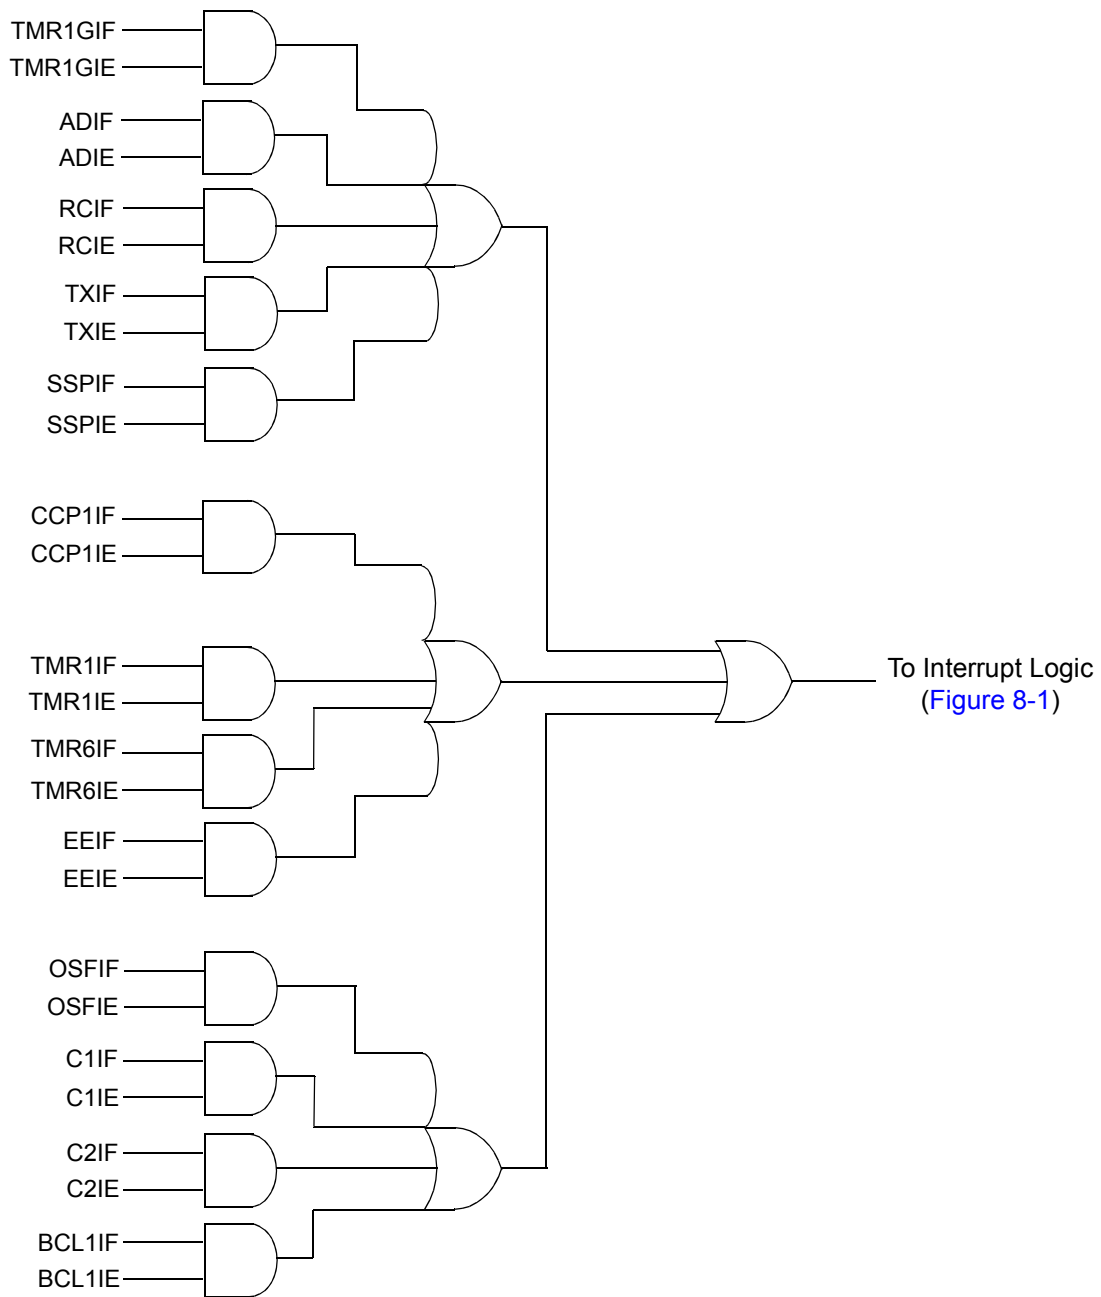 TMR1GIF
TMR1GIE
ADIF
ADIE
RCIF
RCIE
TXIF
TXIE
SSPIF
SSPIE
CCP1IF
CCP1IE
TMR1IF
TMR1IE
TMR6IF
TMR6IE
EEIF
EEIE
OSFIF
OSFIE
C1IF
C1IE
C2IF
C2IE
BCL1IF
BCL1IE
To Interrupt Logic
(Figure 8-1)